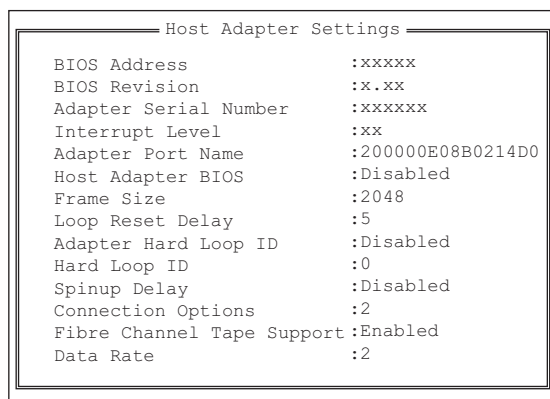 Host Adapter Settings
BIOS Address :xxxxx
BIOS Revision :x.xx
Adapter Serial Number :xxxxxx
Interrupt Level :xx
Adapter Port Name :200000E08B0214D0
Host Adapter BIOS :Disabled
Frame Size :2048
Loop Reset Delay :5
Adapter Hard Loop ID :Disabled
Hard Loop ID :0
Spinup Delay :Disabled
Connection Options :2
Fibre Channel Tape Support :Enabled
Data Rate :2